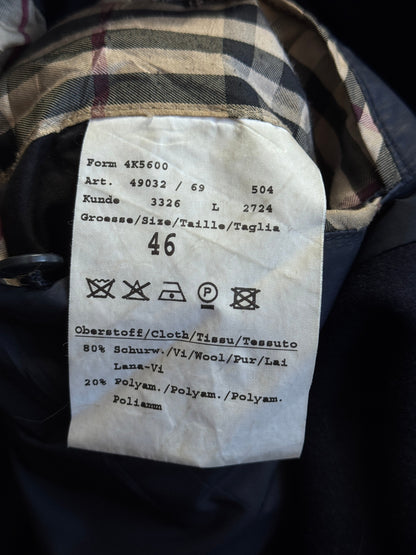 Form 4K5600
Art. 49032 / 69 504
Kunde 3326 L 2724
Groesse/Size/Taille/Taglia
46
P
Oberstoff/Cloth/Tissu/Tessuto
80% Schurw./Vi/Wool/Pur/Lai
Lana-Vi
20% Polyam./Polyam./Polyam.
Poliamm